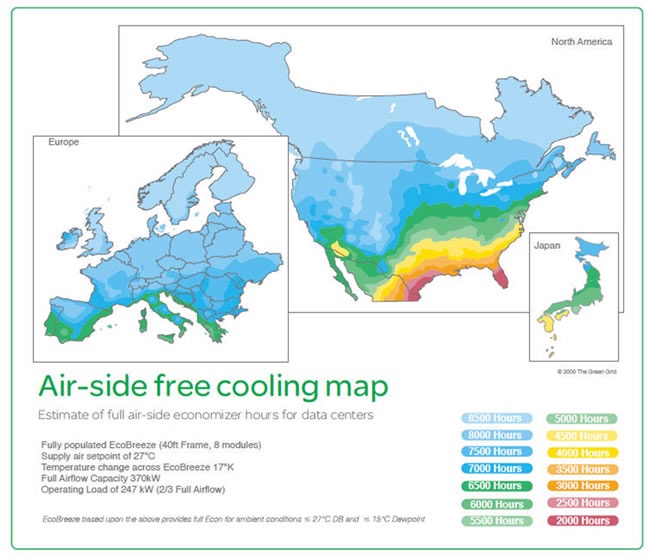 North America
Europe
Japan
© 2009 The Green Grid
Air-side free cooling map
Estimate of full air-side economizer hours for data centers
Fully populated EcoBreeze (40ft Frame, 8 modules)
Supply air setpoint of 27°C
Temperature change across EcoBreeze 17°K
Full Airflow Capacity 370kW
Operating Load of 247 kW (2/3 Full Airflow)
EcoBreeze based upon the above provides full Econ for ambient conditions ≤ 27°C DB and ≤ 15°C Dewpoint
8500 Hours
8000 Hours
7500 Hours
7000 Hours
6500 Hours
6000 Hours
5500 Hours
5000 Hours
4500 Hours
4000 Hours
3500 Hours
3000 Hours
2500 Hours
2000 Hours